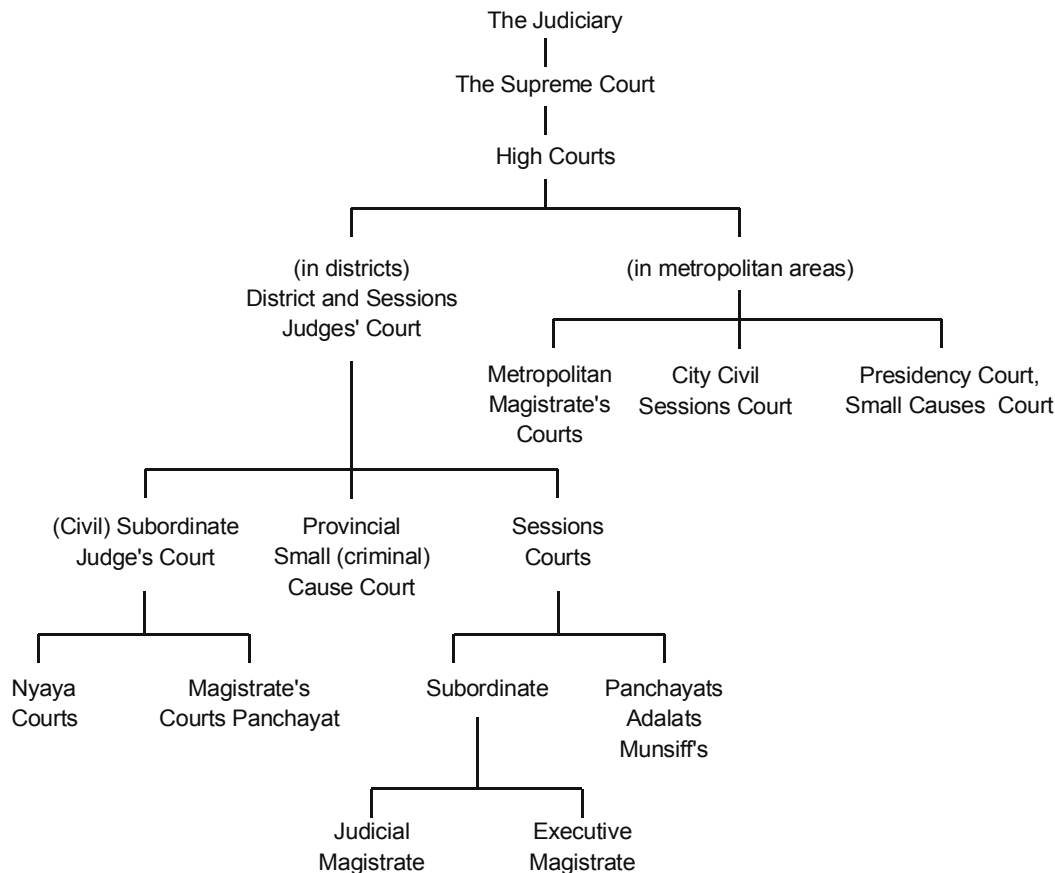 The Judiciary
The Supreme Court
High Courts
(in districts)
District and Sessions
Judges' Court
(in metropolitan areas)
Metropolitan
Magistrate's
Courts
City Civil
Sessions Court
Presidency Court,
Small Causes Court
(Civil) Subordinate
Judge's Court
Provincial
Small (criminal)
Cause Court
Sessions
Courts
Nyaya
Courts
Magistrate's
Courts Panchayat
Subordinate
Panchayats
Adalats
Munsiff's
Judicial
Magistrate
Executive
Magistrate